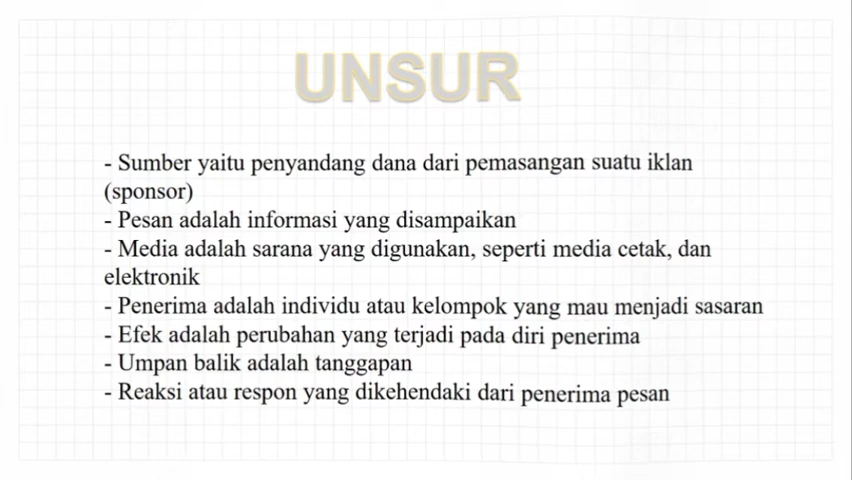 UNSUR
- Sumber yaitu penyandang dana dari pemasangan suatu iklan
(sponsor)
- Pesan adalah informasi yang disampaikan
- Media adalah sarana yang digunakan, seperti media cetak, dan
elektronik
- Penerima adalah individu atau kelompok yang mau menjadi sasaran
- Efek adalah perubahan yang terjadi pada diri penerima
- Umpan balik adalah tanggapan
- Reaksi atau respon yang dikehendaki dari penerima pesan